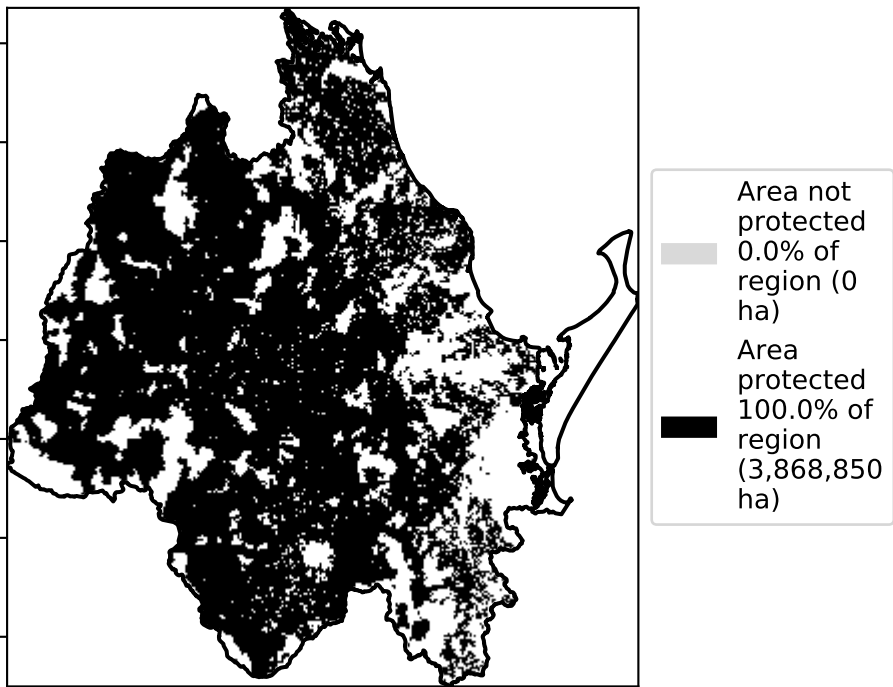 Area not
protected
0.0% of
region (0
ha)
Area
protected
100.0% of
region
(3,868,850
ha)